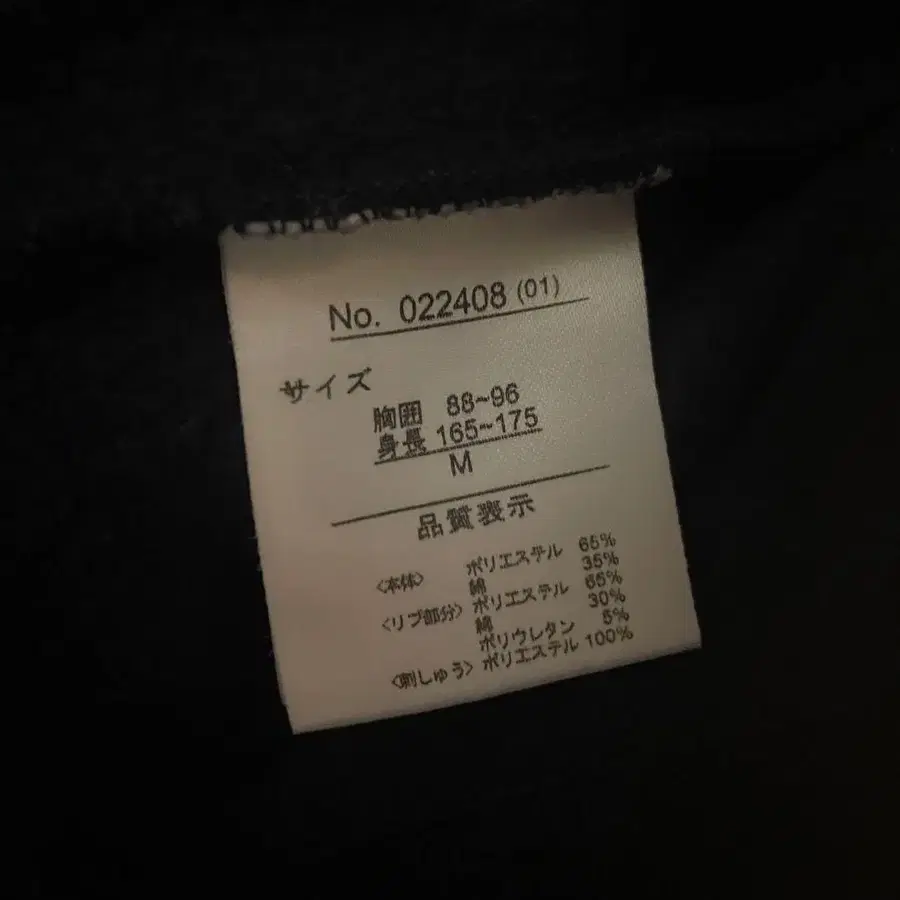 No. 022408 (01)
サイズ
胸囲 88~96
身長 165~175
M
品質表示
〈本体〉 ポリエステル 65%
綿 35%
〈リブ部分〉 ポリエステル 65%
綿 30%
ポリウレタン 5%
〈刺しゅう〉 ポリエステル 100%